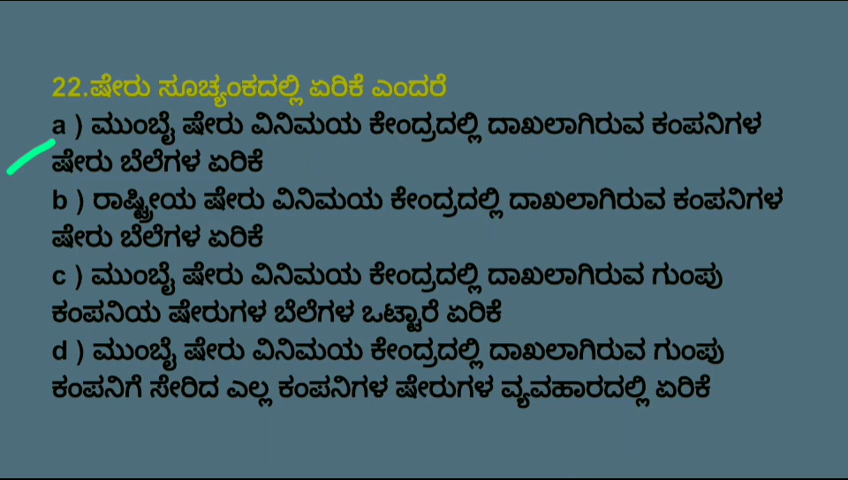 22.ಷೇರು ಸೂಚ್ಯಂಕದಲ್ಲಿ ಏರಿಕೆ ಎಂದರೆ
a ) ಮುಂಬೈ ಷೇರು ವಿನಿಮಯ ಕೇಂದ್ರದಲ್ಲಿ ದಾಖಲಾಗಿರುವ ಕಂಪನಿಗಳ
ಷೇರು ಬೆಲೆಗಳ ಏರಿಕೆ
b ) ರಾಷ್ಟ್ರೀಯ ಷೇರು ವಿನಿಮಯ ಕೇಂದ್ರದಲ್ಲಿ ದಾಖಲಾಗಿರುವ ಕಂಪನಿಗಳ
ಷೇರು ಬೆಲೆಗಳ ಏರಿಕೆ
c ) ಮುಂಬೈ ಷೇರು ವಿನಿಮಯ ಕೇಂದ್ರದಲ್ಲಿ ದಾಖಲಾಗಿರುವ ಗುಂಪು
ಕಂಪನಿಯ ಷೇರುಗಳ ಬೆಲೆಗಳ ಒಟ್ಟಾರೆ ಏರಿಕೆ
d ) ಮುಂಬೈ ಷೇರು ವಿನಿಮಯ ಕೇಂದ್ರದಲ್ಲಿ ದಾಖಲಾಗಿರುವ ಗುಂಪು
ಕಂಪನಿಗೆ ಸೇರಿದ ಎಲ್ಲ ಕಂಪನಿಗಳ ಷೇರುಗಳ ವ್ಯವಹಾರದಲ್ಲಿ ಏರಿಕೆ